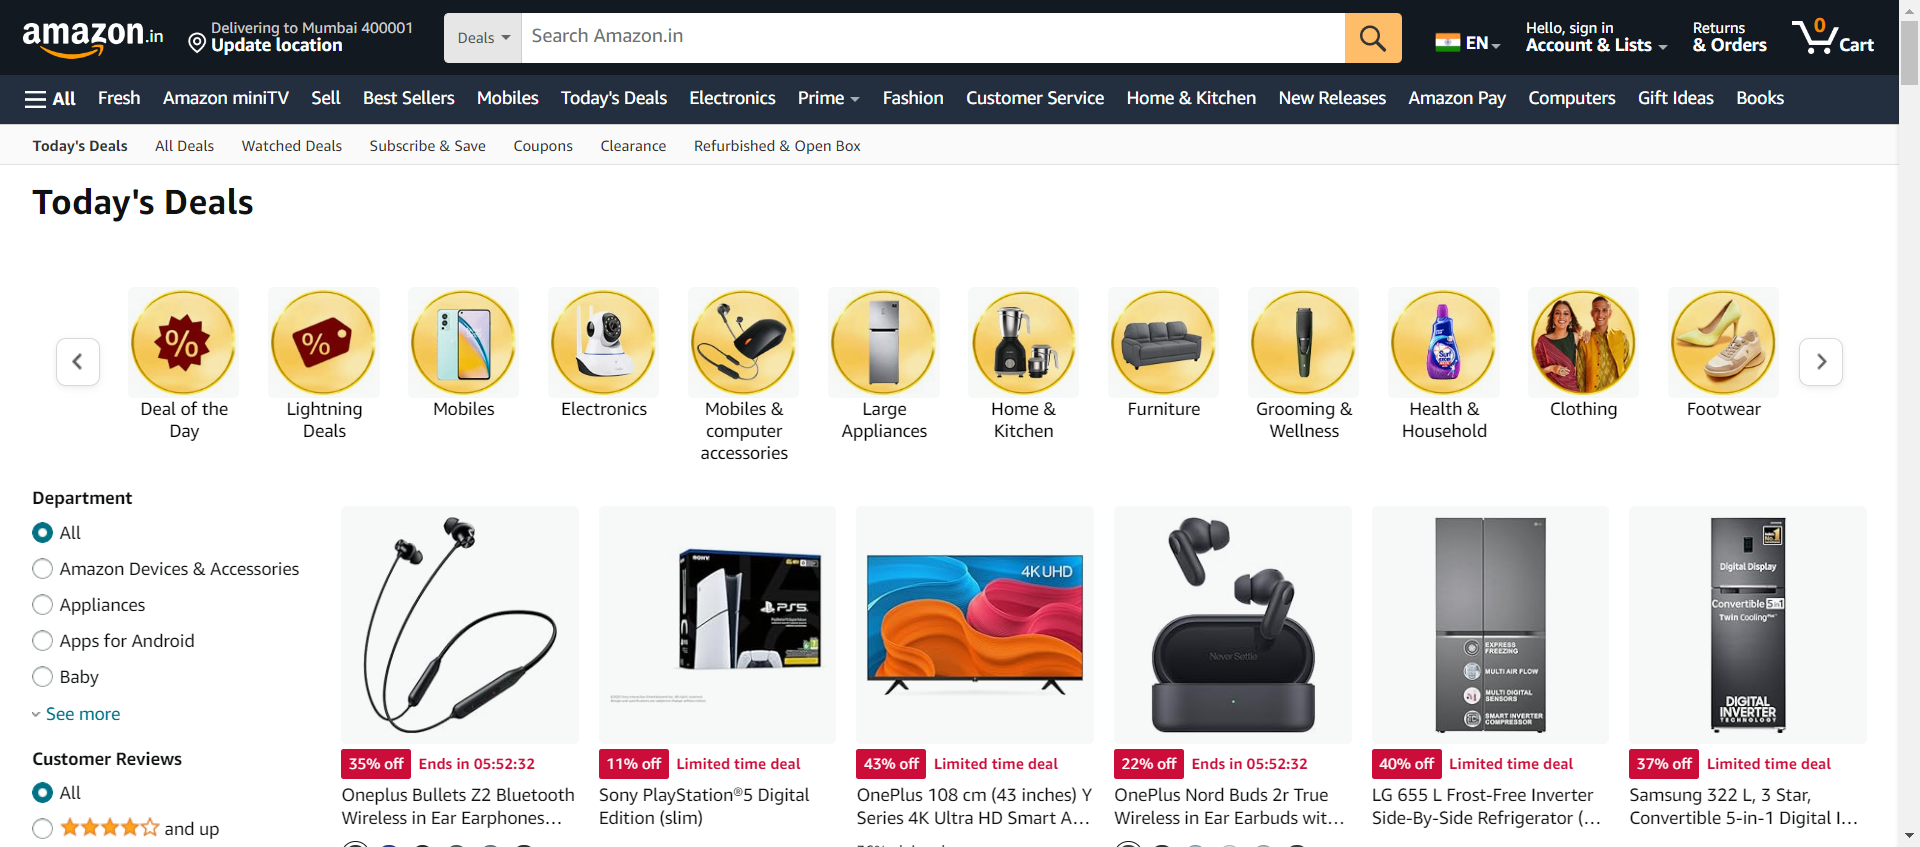 amazon.in
Delivering to Mumbai 400001
Update location
Deals
Search Amazon.in
EN
Hello, sign in
Account & Lists
Returns
& Orders
0
Cart
All
Fresh
Amazon miniTV
Sell
Best Sellers
Mobiles
Today's Deals
Electronics
Prime
Fashion
Customer Service
Home & Kitchen
New Releases
Amazon Pay
Computers
Gift Ideas
Books
Today's Deals
All Deals
Watched Deals
Subscribe & Save
Coupons
Clearance
Refurbished & Open Box
Today's Deals
%
%
Surf
Deal of the
Day
Lightning
Deals
Mobiles
Electronics
Mobiles &
computer
accessories
Large
Appliances
Home &
Kitchen
Furniture
Grooming &
Wellness
Health &
Household
Clothing
Footwear
Department
All
Amazon Devices & Accessories
Appliances
Apps for Android
Baby
See more
Customer Reviews
All
and up
35% off
Ends in 05:52:32
Oneplus Bullets Z2 Bluetooth
Wireless in Ear Earphones...
SONY
PS5
11% off
Limited time deal
Sony PlayStation®5 Digital
Edition (slim)
4K UHD
43% off
Limited time deal
OnePlus 108 cm (43 inches) Y
Series 4K Ultra HD Smart A...
Never Settle
22% off
Ends in 05:52:32
OnePlus Nord Buds 2r True
Wireless in Ear Earbuds wit...
LG
EXPRESS
FREEZING
MULTI AIR FLOW
MULTI DIGITAL
SENSORS
SMART INVERTER
COMPRESSOR
40% off
Limited time deal
LG 655 L Frost-Free Inverter
Side-By-Side Refrigerator (...
Digital Display
Convertible 5in1
Twin Cooling Plus
DIGITAL
INVERTER
TECHNOLOGY
37% off
Limited time deal
Samsung 322 L, 3 Star,
Convertible 5-in-1 Digital I...